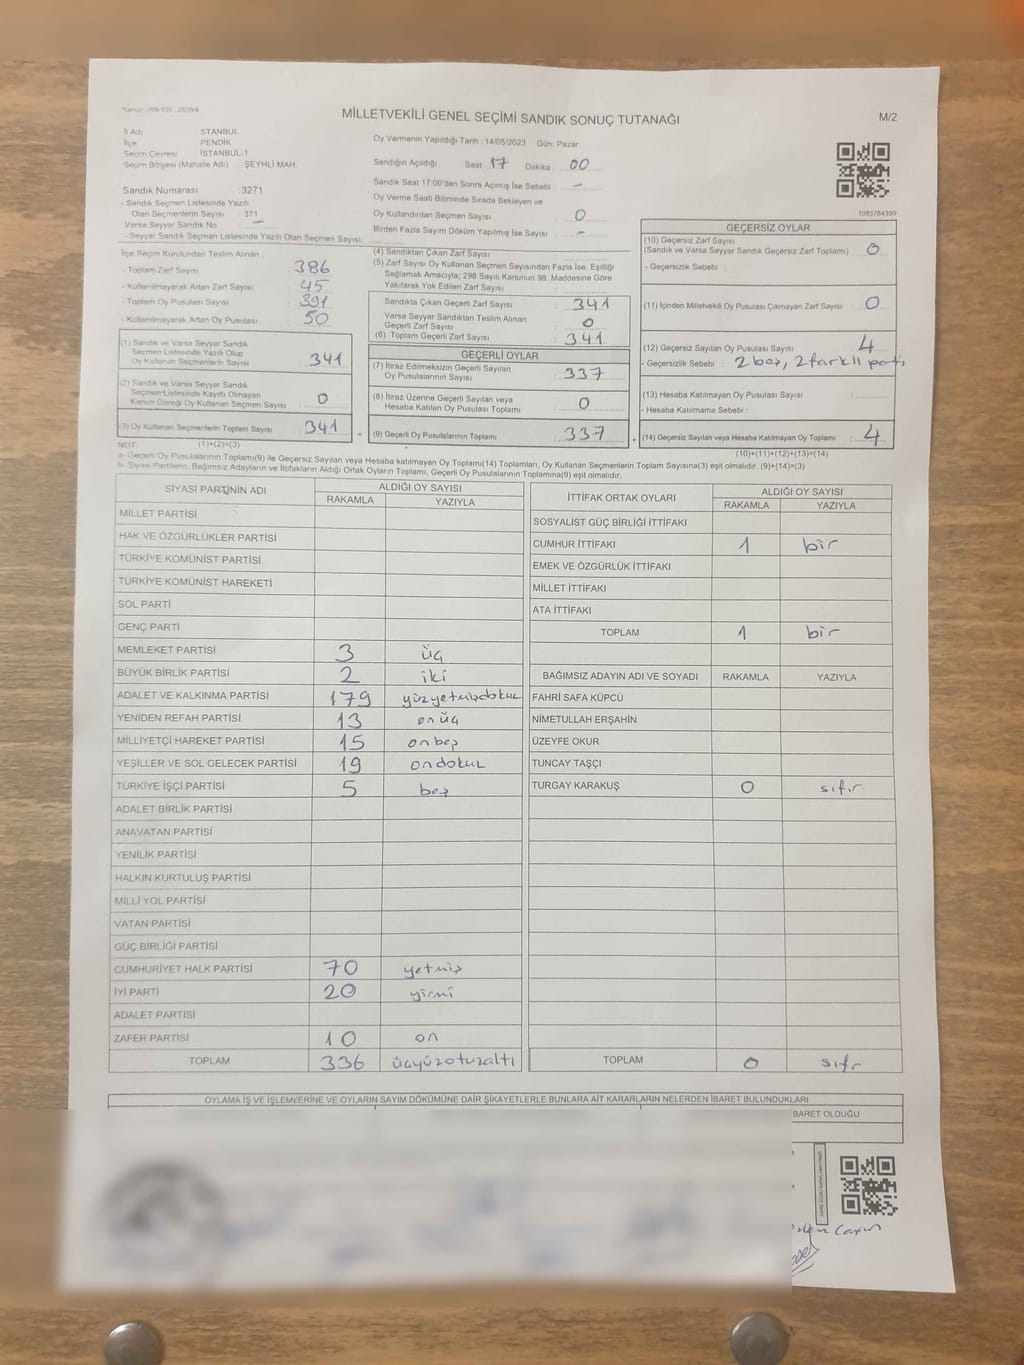 MİLLETVEKİLİ GENEL SEÇİMİ SANDIK SONUÇ TUTANAĞI
M/2
İl Adı İSTANBUL
İlçe PENDİK
Seçim Çevresi İSTANBUL-1
Seçim Bölgesi (Mahalle Adı) ŞEYHLİ MAH.
Sandık Numarası :3271
- Sandık Seçmen Listesinde Yazılı
Olan Seçmenlerin Sayısı 371
Varsa Seyyar Sandık No —
- Seyyar Sandık Seçmen Listesinde Yazılı Olan Seçmen Sayısı :
Oy Vermenin Yapıldığı Tarih : 14/05/2023 Gün: Pazar
Sandığın Açıldığı Saat: 17 Dakika : 00
Sandık Saat 17:00'den Sonra Açılmış İse Sebebi : -
Oy Verme Saati Bitiminde Sırada Bekleyen ve
Oy Kullandırılan Seçmen Sayısı : 0
Birden Fazla Sayım Döküm Yapılmış İse Sayısı : -
1083784399
İlçe Seçim Kurulundan Teslim Alınan :
- Toplam Zarf Sayısı : 386
- Kullanılmayarak Artan Zarf Sayısı : 45
- Toplam Oy Pusulası Sayısı : 391
- Kullanılmayarak Artan Oy Pusulası : 50
(1) Sandık ve Varsa Seyyar Sandık
Seçmen Listesinde Yazılı Olup
Oy Kullanan Seçmenlerin Sayısı : 341
(2) Sandık ve Varsa Seyyar Sandık
Seçmen Listesinde Kayıtlı Olmayan
Kanun Gereği Oy Kullanan Seçmen Sayısı : 0
(3) Oy Kullanan Seçmenlerin Toplam Sayısı : 341
(4) Sandıktan Çıkan Zarf Sayısı :
(5) Zarf Sayısı Oy Kullanan Seçmen Sayısından Fazla İse, Eşitliği
Sağlamak Amacıyla; 298 Sayılı Kanunun 98. Maddesine Göre
Yakılarak Yok Edilen Zarf Sayısı :
Sandıkta Çıkan Geçerli Zarf Sayısı : 341
Varsa Seyyar Sandıktan Teslim Alınan
Geçerli Zarf Sayısı : 0
(6) Toplam Geçerli Zarf Sayısı : 341
GEÇERLİ OYLAR
(7) İtiraz Edilmeksizin Geçerli Sayılan
Oy Pusulalarının Sayısı : 337
(8) İtiraz Üzerine Geçerli Sayılan veya
Hesaba Katılan Oy Pusulası Toplamı : 0
= (9) Geçerli Oy Pusulalarının Toplamı : 337
GEÇERSİZ OYLAR
(10) Geçersiz Zarf Sayısı
(Sandık ve Varsa Seyyar Sandık Geçersiz Zarf Toplamı) : 0
- Geçersizlik Sebebi :
(11) İçinden Milletvekili Oy Pusulası Çıkmayan Zarf Sayısı : 0
(12) Geçersiz Sayılan Oy Pusulası Sayısı : 4
- Geçersizlik Sebebi : 2 boş, 2 farklı parti
(13) Hesaba Katılmayan Oy Pusulası Sayısı :
- Hesaba Katılmama Sebebi :
+ (14) Geçersiz Sayılan veya Hesaba Katılmayan Oy Toplamı : 4
NOT: (1)+(2)=(3)
(10)+(11)+(12)+(13)=(14)
a- Geçerli Oy Pusulalarının Toplamı(9) ile Geçersiz Sayılan veya Hesaba katılmayan Oy Toplamı(14) Toplamları, Oy Kullanan Seçmenlerin Toplam Sayısına(3) eşit olmalıdır. (9)+(14)=(3)
b- Siyasi Partilerin, Bağımsız Adayların ve İttifakların Aldığı Ortak Oyların Toplamı, Geçerli Oy Pusulalarının Toplamına(9) eşit olmalıdır.
SİYASİ PARTİNİN ADI
ALDIĞI OY SAYISI
RAKAMLA YAZIYLA
MİLLET PARTİSİ
HAK VE ÖZGÜRLÜKLER PARTİSİ
TÜRKİYE KOMÜNİST PARTİSİ
TÜRKİYE KOMÜNİST HAREKETİ
SOL PARTİ
GENÇ PARTİ
MEMLEKET PARTİSİ 3 üç
BÜYÜK BİRLİK PARTİSİ 2 iki
ADALET VE KALKINMA PARTİSİ 179 yüzyetmişdokuz
YENİDEN REFAH PARTİSİ 13 onüç
MİLLİYETÇİ HAREKET PARTİSİ 15 onbeş
YEŞİLLER VE SOL GELECEK PARTİSİ 19 ondokuz
TÜRKİYE İŞÇİ PARTİSİ 5 beş
ADALET BİRLİK PARTİSİ
ANAVATAN PARTİSİ
YENİLİK PARTİSİ
HALKIN KURTULUŞ PARTİSİ
MİLLİ YOL PARTİSİ
VATAN PARTİSİ
GÜÇ BİRLİĞİ PARTİSİ
CUMHURİYET HALK PARTİSİ 70 yetmiş
İYİ PARTİ 20 yirmi
ADALET PARTİSİ
ZAFER PARTİSİ 10 on
TOPLAM 336 üçyüzotuzaltı
İTTİFAK ORTAK OYLARI
ALDIĞI OY SAYISI
RAKAMLA YAZIYLA
SOSYALİST GÜÇ BİRLİĞİ İTTİFAKI
CUMHUR İTTİFAKI 1 bir
EMEK VE ÖZGÜRLÜK İTTİFAKI
MİLLET İTTİFAKI
ATA İTTİFAKI
TOPLAM 1 bir
BAĞIMSIZ ADAYIN ADI VE SOYADI RAKAMLA YAZIYLA
FAHRİ SAFA KÜPCÜ
NİMETULLAH ERŞAHİN
ÜZEYFE OKUR
TUNCAY TAŞÇI
TURGAY KARAKUŞ 0 sıfır
TOPLAM 0 sıfır
OYLAMA İŞ VE İŞLEMLERİNE VE OYLARIN SAYIM DÖKÜMÜNE DAİR ŞİKAYETLERLE BUNLARA AİT KARARLARIN NELERDEN İBARET BULUNDUKLARI
BARET OLDUĞU